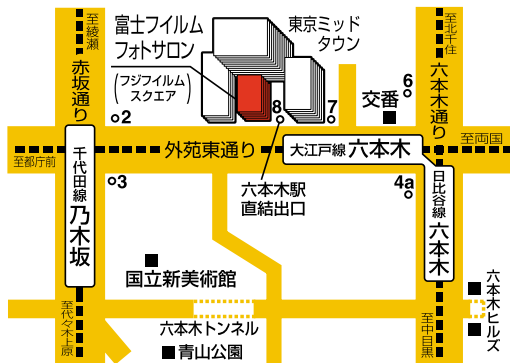 至綾瀬
赤坂通り
富士フイルム
フォトサロン
(フジフイルム
スクエア)
東京ミッド
タウン
至北千住
六本木通り
6
交番
2
8
7
至都庁前
千代田線 乃木坂
外苑東通り
大江戸線 六本木
至両国
3
六本木駅
直結出口
4a
日比谷線 六本木
国立新美術館
至代々木上原
六本木トンネル
青山公園
至中目黒
六本木ヒルズ